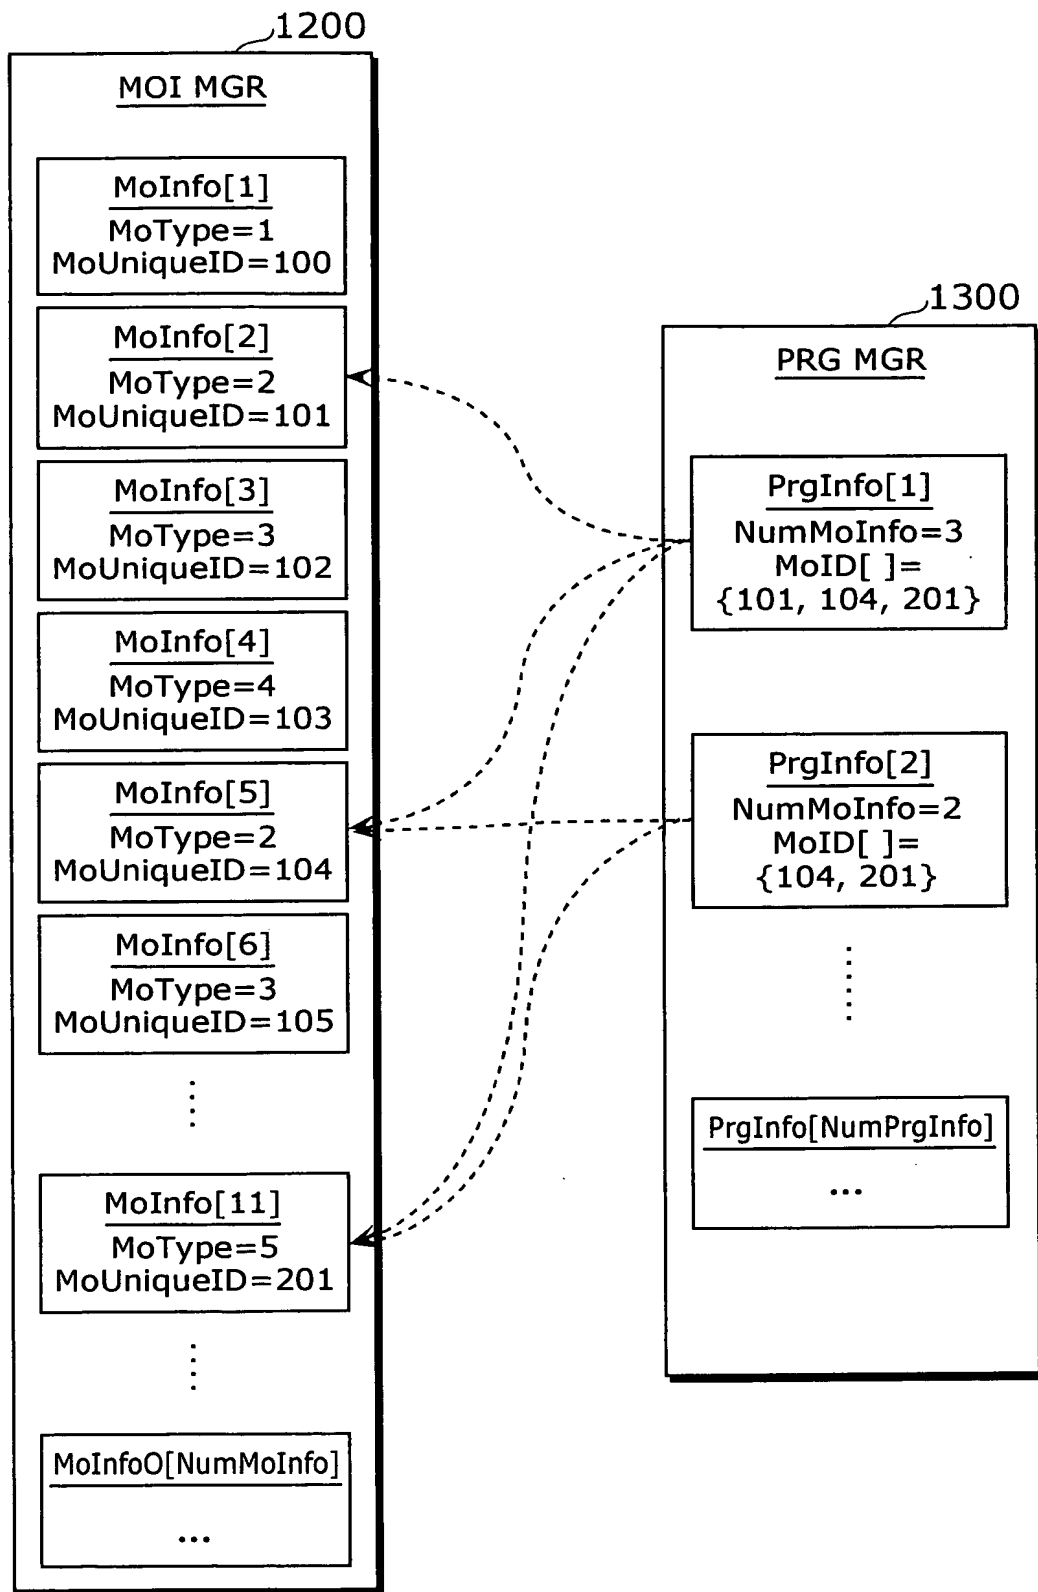 1200
MOI MGR
MoInfo[1]
MoType=1
MoUniqueID=100
MoInfo[2]
MoType=2
MoUniqueID=101
MoInfo[3]
MoType=3
MoUniqueID=102
MoInfo[4]
MoType=4
MoUniqueID=103
MoInfo[5]
MoType=2
MoUniqueID=104
MoInfo[6]
MoType=3
MoUniqueID=105
MoInfo[11]
MoType=5
MoUniqueID=201
MoInfoO[NumMoInfo]
...
1300
PRG MGR
PrgInfo[1]
NumMoInfo=3
MoID[ ]=
{101, 104, 201}
PrgInfo[2]
NumMoInfo=2
MoID[ ]=
{104, 201}
PrgInfo[NumPrgInfo]
...